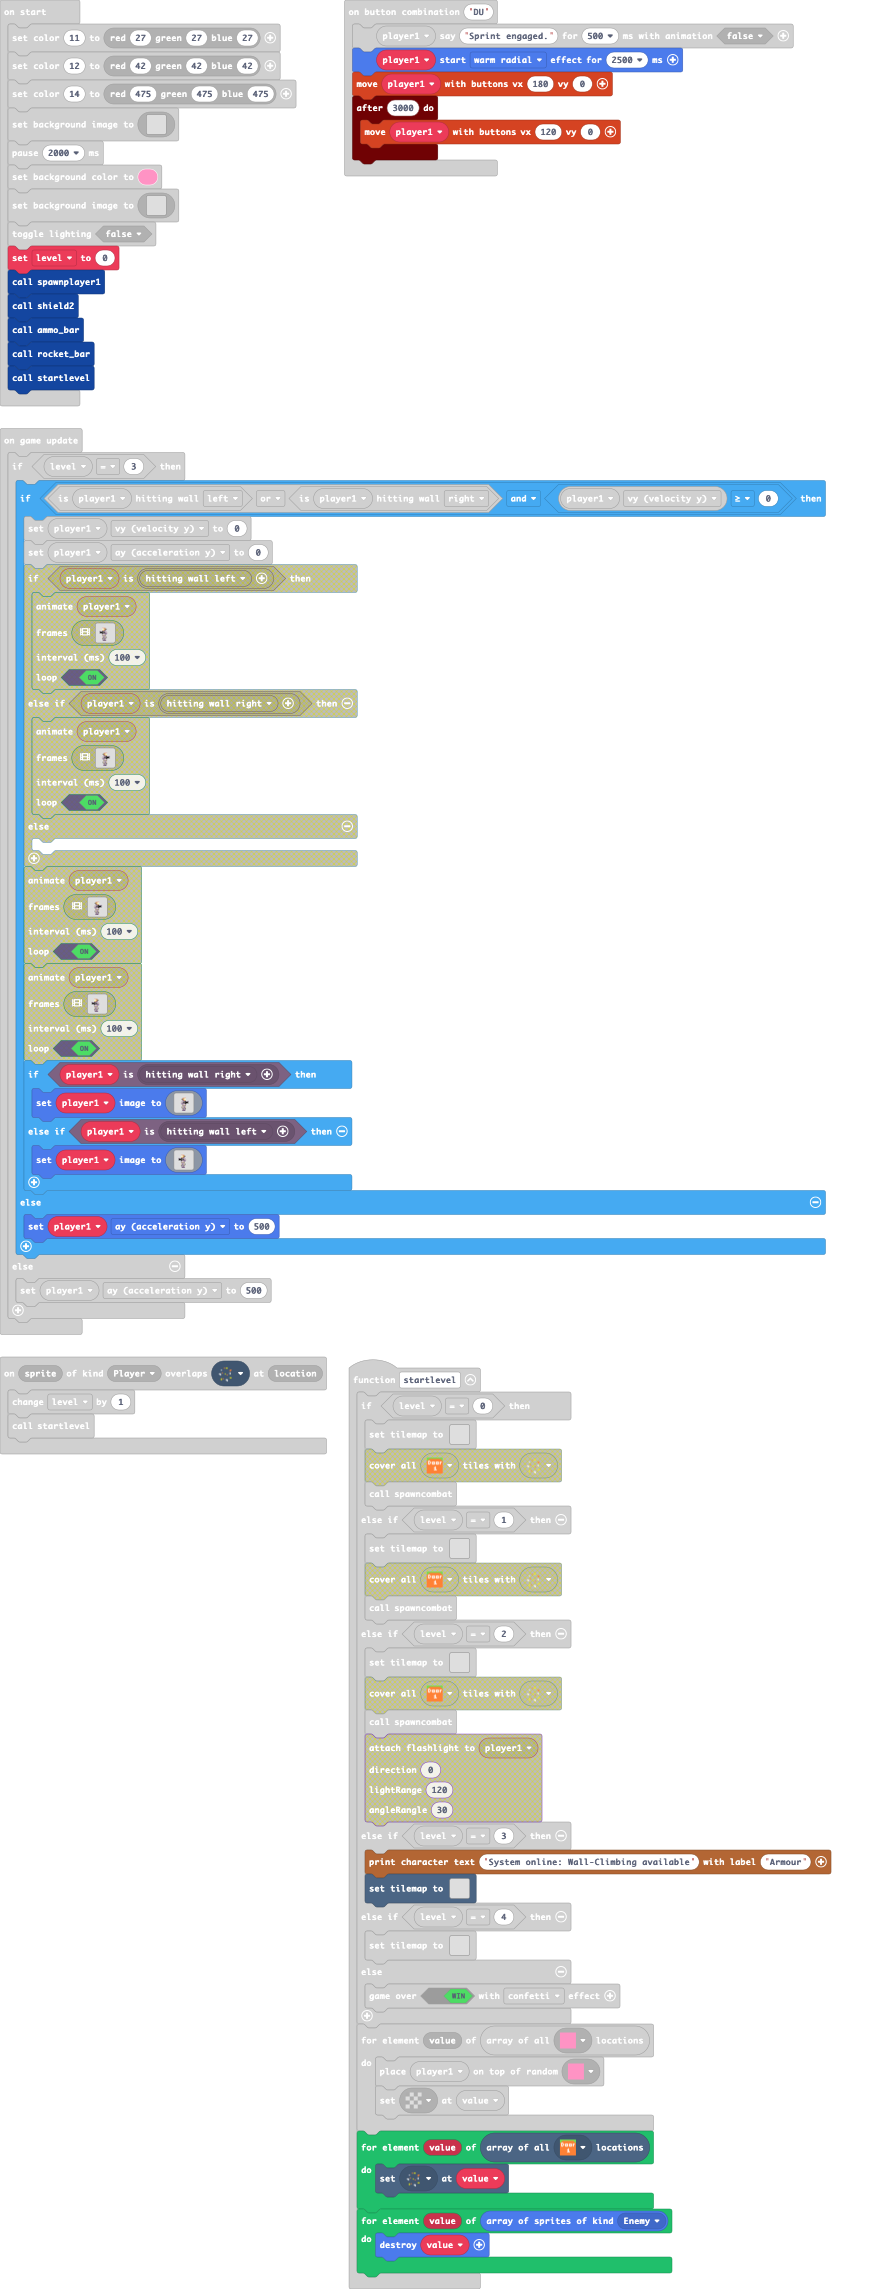 on start
set color 11 to red 27 green 27 blue 27
set color 12 to red 42 green 42 blue 42
set color 14 to red 475 green 475 blue 475
set background image to
pause 2000 ms
set background color to
set background image to
toggle lighting false
set level to 0
call spawnplayer1
call shield2
call ammo_bar
call rocket_bar
call startlevel
on button combination "DU"
player1 say "Sprint engaged." for 500 ms with animation false
player1 start warm radial effect for 2500 ms
move player1 with buttons vx 180 vy 0
after 3000 do
move player1 with buttons vx 120 vy 0
on game update
if level = 3 then
if is player1 hitting wall left or is player1 hitting wall right and player1 vy (velocity y) ≥ 0 then
set player1 vy (velocity y) to 0
set player1 ay (acceleration y) to 0
if player1 is hitting wall left then
animate player1
frames
interval (ms) 100
loop ON
else if player1 is hitting wall right then
animate player1
frames
interval (ms) 100
loop ON
else
animate player1
frames
interval (ms) 100
loop ON
animate player1
frames
interval (ms) 100
loop ON
if player1 is hitting wall right then
set player1 image to
else if player1 is hitting wall left then
set player1 image to
else
set player1 ay (acceleration y) to 500
else
set player1 ay (acceleration y) to 500
on sprite of kind Player overlaps at location
change level by 1
call startlevel
function startlevel
if level = 0 then
set tilemap to
cover all Door 1 tiles with
call spawncombat
else if level = 1 then
set tilemap to
cover all Door 1 tiles with
call spawncombat
else if level = 2 then
set tilemap to
cover all Door 1 tiles with
call spawncombat
attach flashlight to player1
direction 0
lightRange 120
angleRangle 30
else if level = 3 then
print character text "System online: Wall-Climbing available" with label "Armour"
set tilemap to
else if level = 4 then
set tilemap to
else
game over WIN with confetti effect
for element value of array of all locations
do
place player1 on top of random
set at value
for element value of array of all Door 1 locations
do
set at value
for element value of array of sprites of kind Enemy
do
destroy value